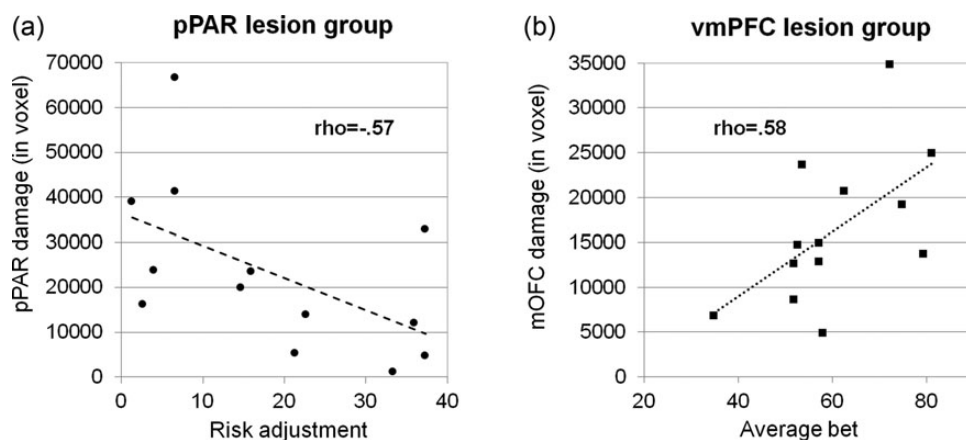 (a)
pPAR lesion group
70000
60000
50000
40000
30000
20000
10000
0
pPAR damage (in voxel)
rho=-.57
0 10 20 30 40
Risk adjustment
(b)
vmPFC lesion group
35000
30000
25000
20000
15000
10000
5000
0
mOFC damage (in voxel)
rho=.58
20 40 60 80
Average bet